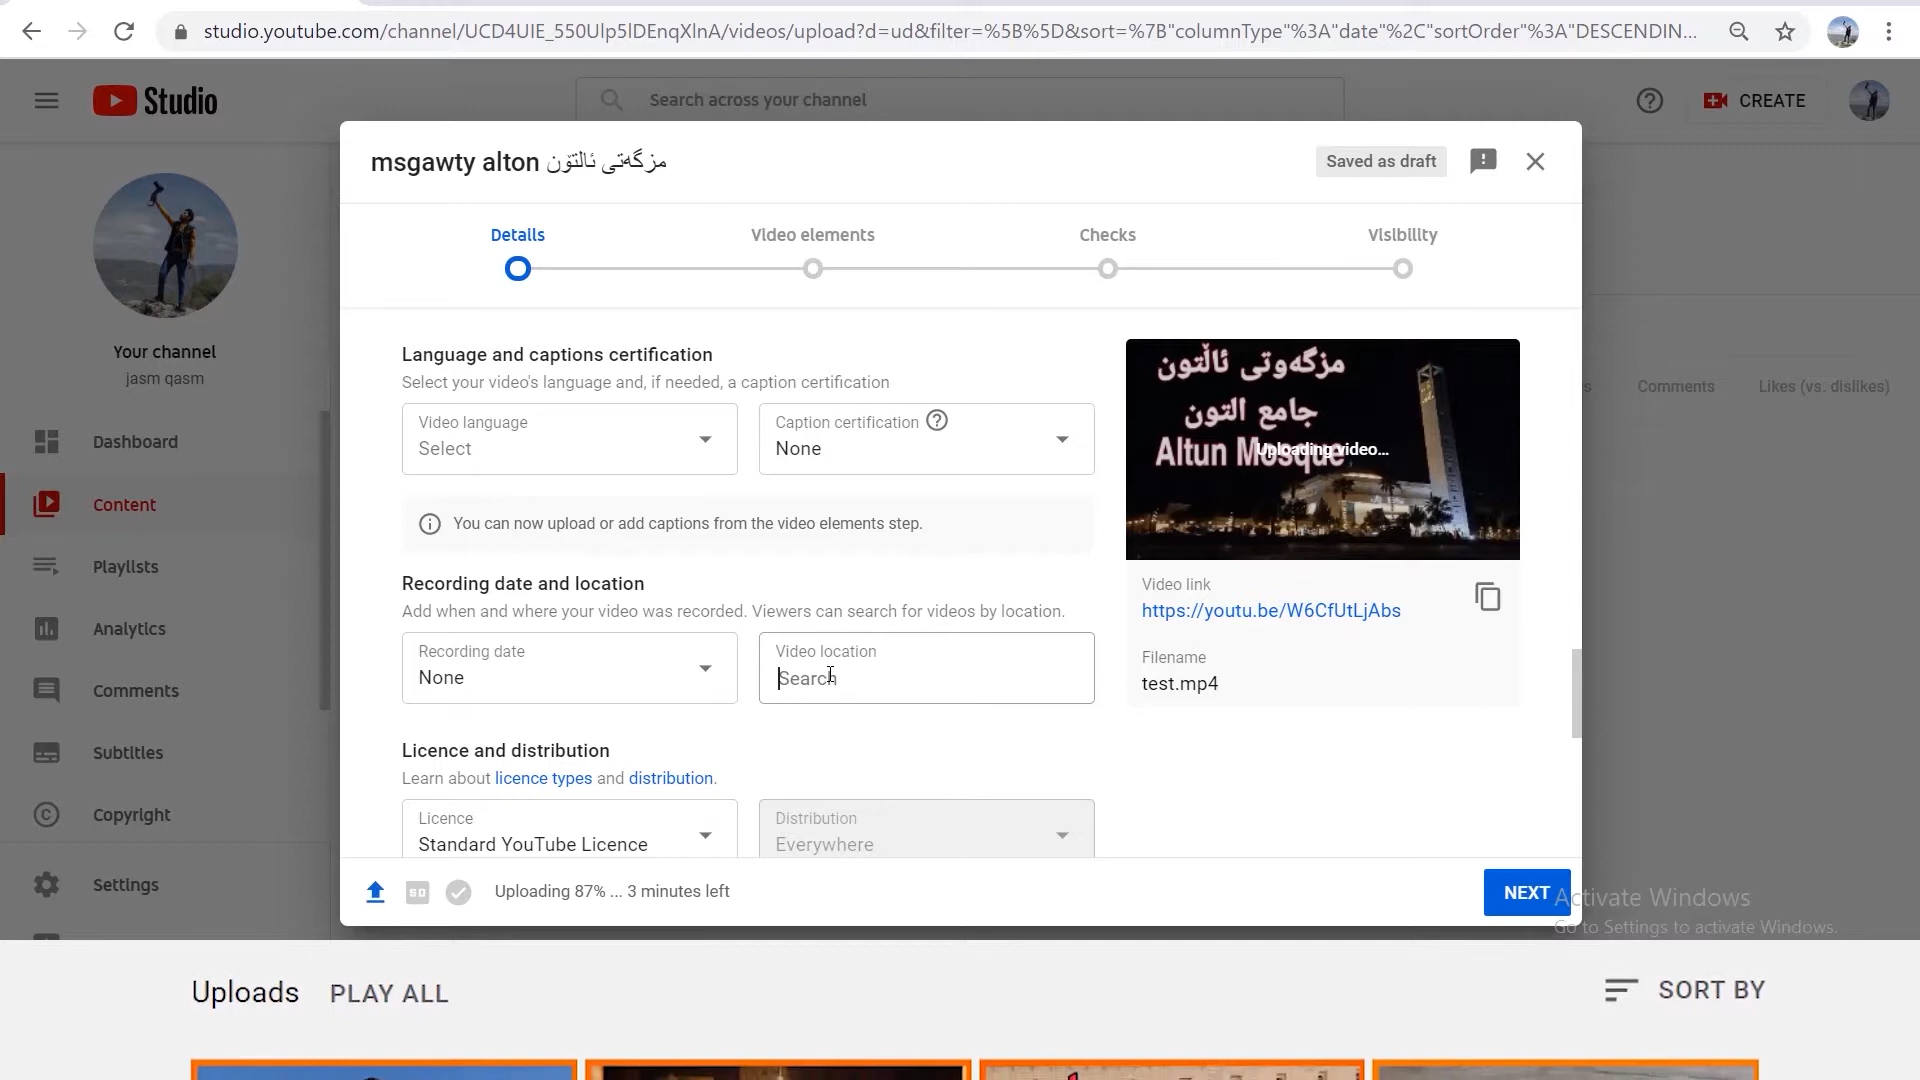 studio.youtube.com/channel/UCD4UIE_550Ulp5lDEnqXlnA/videos/upload?d=ud&filter=%5B%5D&sort=%7B"columnType"%3A"date"%2C"sortOrder"%3A"DESCENDIN...
Studio
Search across your channel
CREATE
msgawty alton مزگەتی ئالتۆن
Saved as draft
Details
Video elements
Checks
Visibility
Your channel
jasm qasm
Dashboard
Content
Playlists
Analytics
Comments
Subtitles
Copyright
Settings
Language and captions certification
Select your video's language and, if needed, a caption certification
Video language
Select
Caption certification
None
You can now upload or add captions from the video elements step.
Recording date and location
Add when and where your video was recorded. Viewers can search for videos by location.
Recording date
None
Video location
Search
Licence and distribution
Learn about licence types and distribution.
Licence
Standard YouTube Licence
Distribution
Everywhere
مزگەوتی ئاڵتون
جامع التون
Altun Mosque
Uploading video...
Video link
https://youtu.be/W6CfUtLjAbs
Filename
test.mp4
Comments
Likes (vs. dislikes)
SD
Uploading 87% ... 3 minutes left
NEXT
Activate Windows
Go to Settings to activate Windows.
Uploads
PLAY ALL
SORT BY